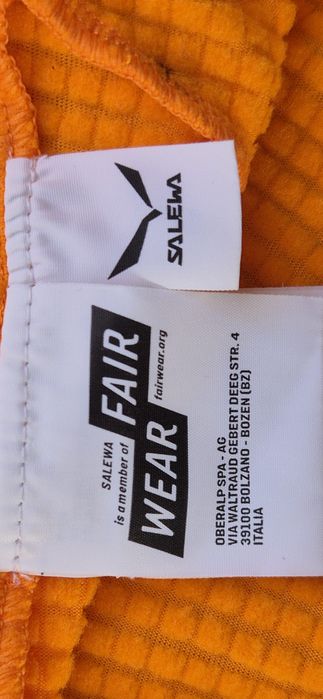 SALEWA
SALEWA
is a member of
FAIR
WEAR
fairwear.org
OBERALP SPA - AG
VIA WALTRAUD GEBERT DEEG STR. 4
39100 BOLZANO - BOZEN (BZ)
ITALIA